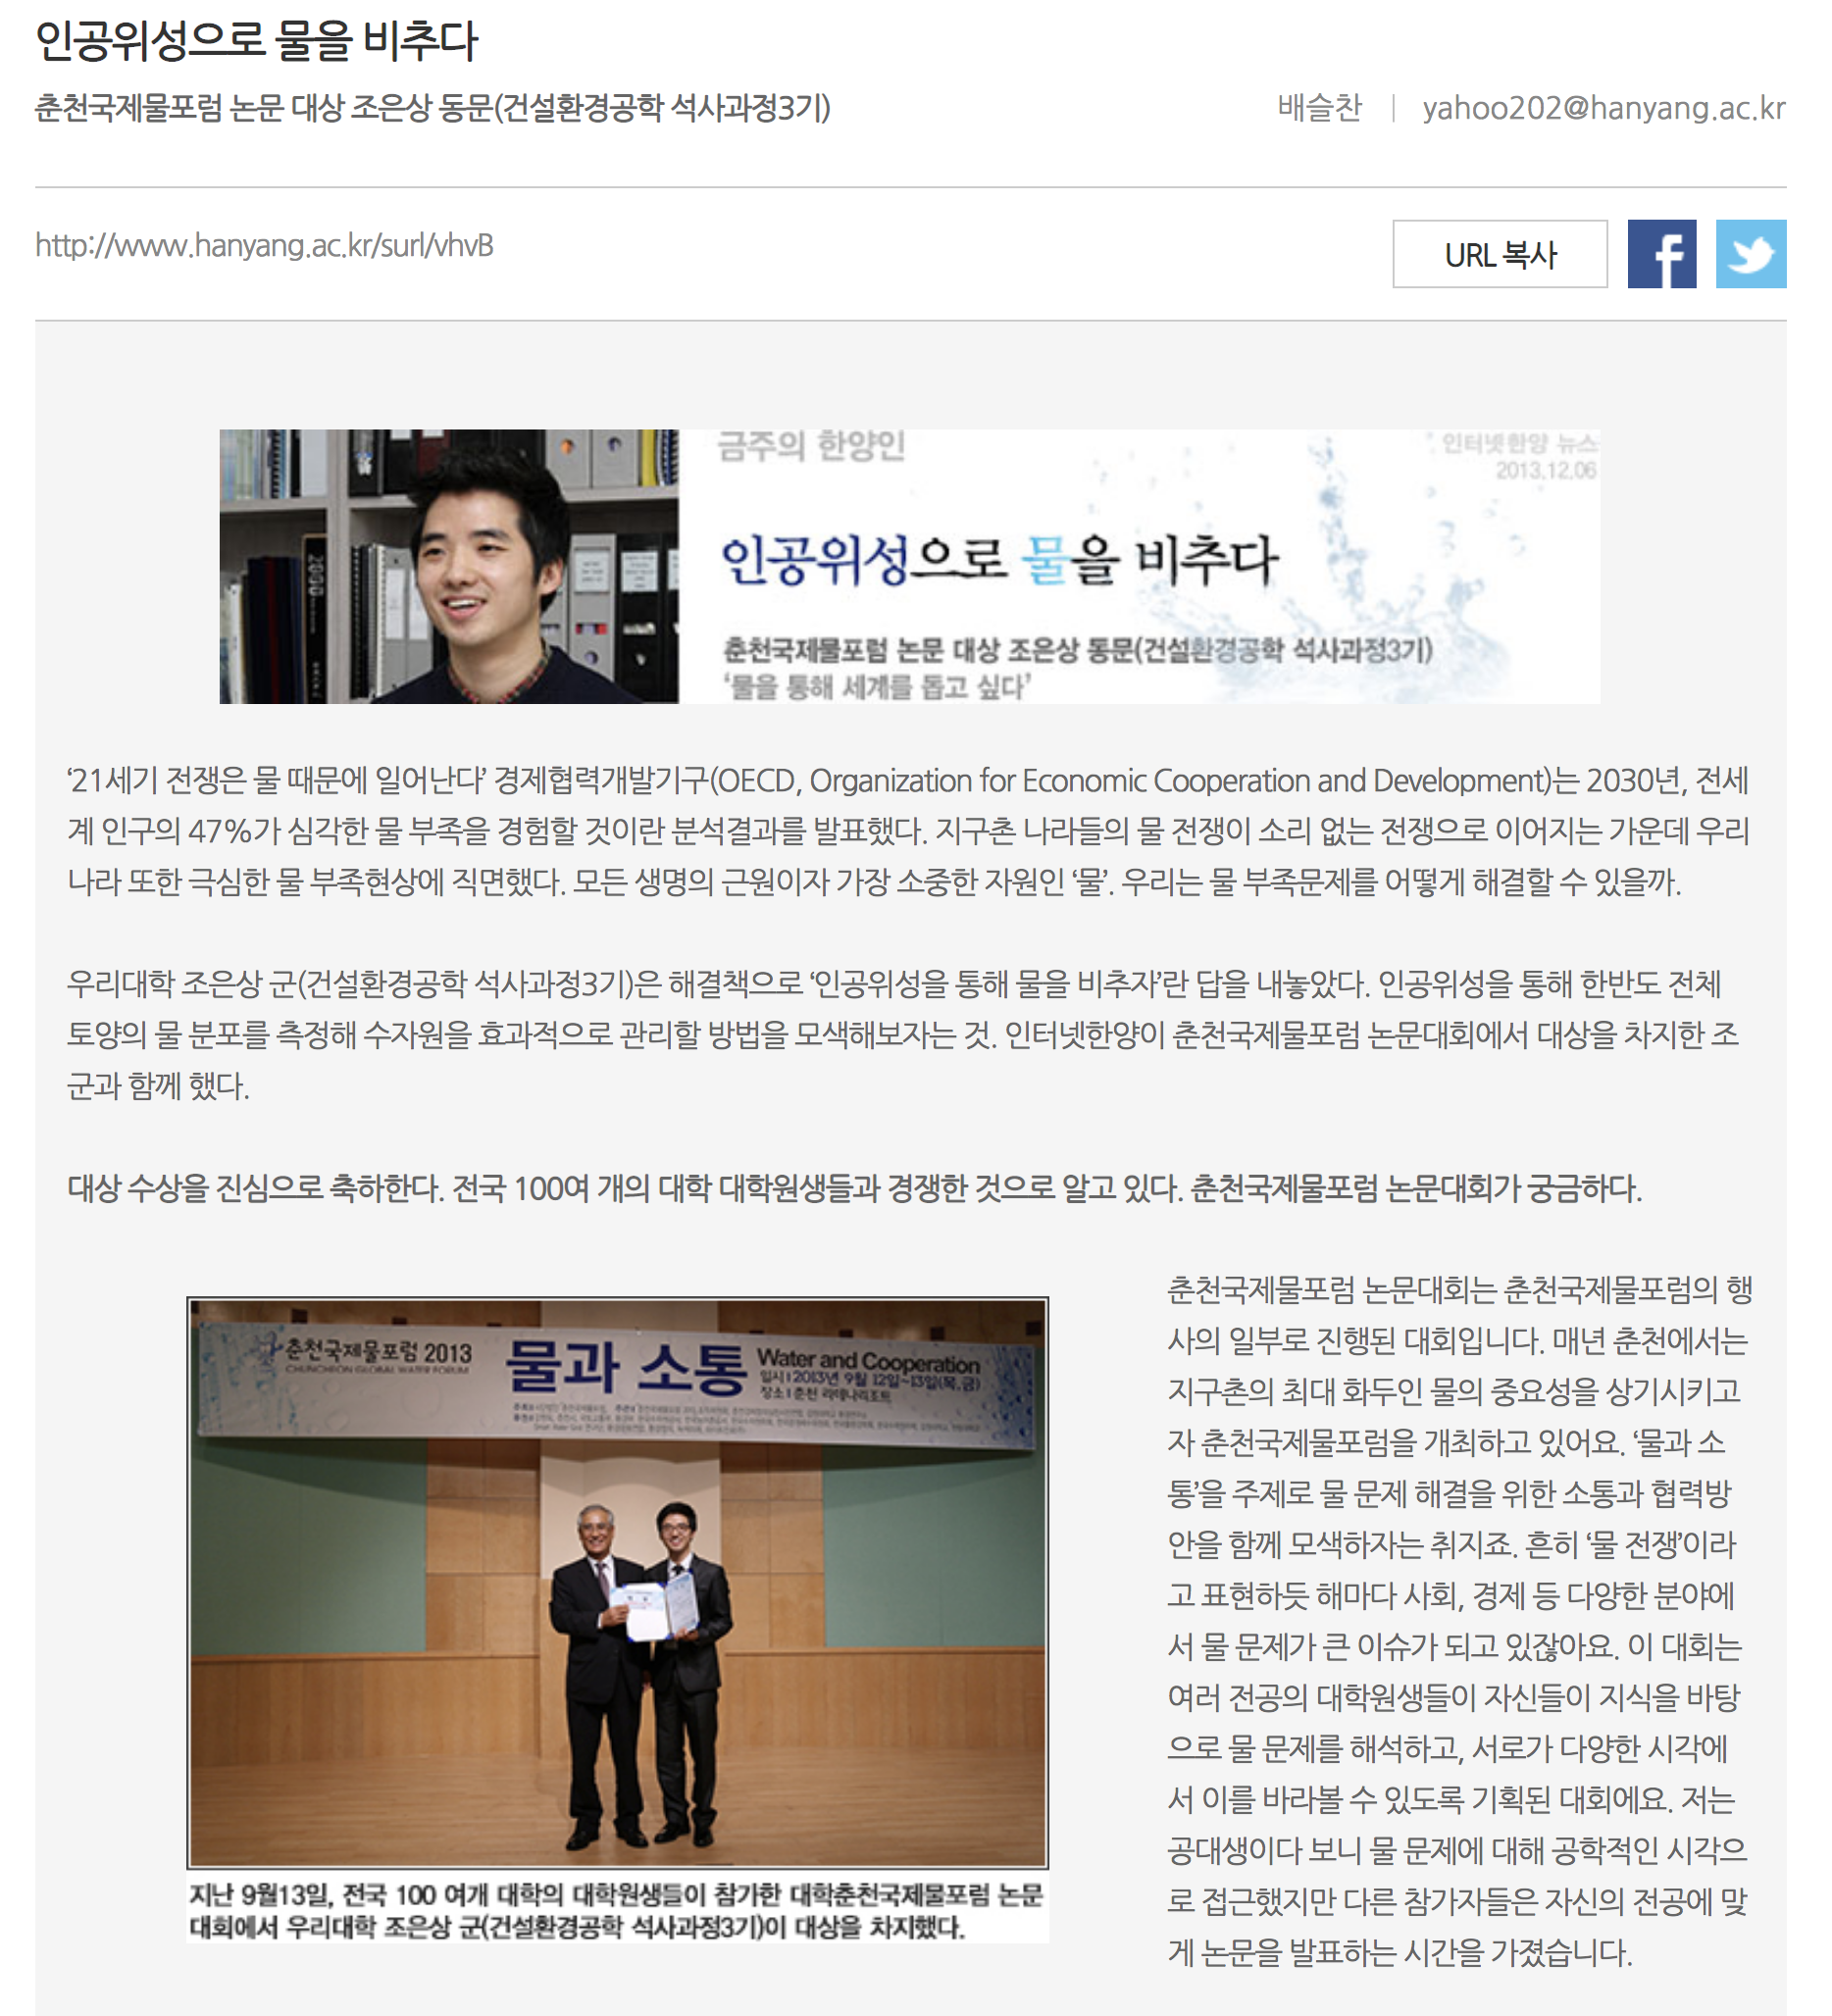 인공위성으로 물을 비추다
춘천국제물포럼 논문 대상 조은상 동문(건설환경공학 석사과정3기)
배슬찬 | yahoo202@hanyang.ac.kr
http://www.hanyang.ac.kr/surl/vhvB
URL 복사
금주의 한양인
인터넷한양 뉴스
2013.12.06
인공위성으로 물을 비추다
춘천국제물포럼 논문 대상 조은상 동문(건설환경공학 석사과정3기)
‘물을 통해 세계를 돕고 싶다’
‘21세기 전쟁은 물 때문에 일어난다’ 경제협력개발기구(OECD, Organization for Economic Cooperation and Development)는 2030년, 전세
계 인구의 47%가 심각한 물 부족을 경험할 것이란 분석결과를 발표했다. 지구촌 나라들의 물 전쟁이 소리 없는 전쟁으로 이어지는 가운데 우리
나라 또한 극심한 물 부족현상에 직면했다. 모든 생명의 근원이자 가장 소중한 자원인 ‘물’. 우리는 물 부족문제를 어떻게 해결할 수 있을까.
우리대학 조은상 군(건설환경공학 석사과정3기)은 해결책으로 ‘인공위성을 통해 물을 비추자’란 답을 내놓았다. 인공위성을 통해 한반도 전체
토양의 물 분포를 측정해 수자원을 효과적으로 관리할 방법을 모색해보자는 것. 인터넷한양이 춘천국제물포럼 논문대회에서 대상을 차지한 조
군과 함께 했다.
대상 수상을 진심으로 축하한다. 전국 100여 개의 대학 대학원생들과 경쟁한 것으로 알고 있다. 춘천국제물포럼 논문대회가 궁금하다.
춘천국제물포럼 2013
CHUNCHEON GLOBAL WATER FORUM
물과 소통
Water and Cooperation
일시 : 2013년 9월 12일~13일(목,금)
장소 : 춘천 라데나리조트
지난 9월13일, 전국 100 여개 대학의 대학원생들이 참가한 대학춘천국제물포럼 논문
대회에서 우리대학 조은상 군(건설환경공학 석사과정3기)이 대상을 차지했다.
춘천국제물포럼 논문대회는 춘천국제물포럼의 행
사의 일부로 진행된 대회입니다. 매년 춘천에서는
지구촌의 최대 화두인 물의 중요성을 상기시키고
자 춘천국제물포럼을 개최하고 있어요. ‘물과 소
통’을 주제로 물 문제 해결을 위한 소통과 협력방
안을 함께 모색하자는 취지죠. 흔히 ‘물 전쟁’이라
고 표현하듯 해마다 사회, 경제 등 다양한 분야에
서 물 문제가 큰 이슈가 되고 있잖아요. 이 대회는
여러 전공의 대학원생들이 자신들이 지식을 바탕
으로 물 문제를 해석하고, 서로가 다양한 시각에
서 이를 바라볼 수 있도록 기획된 대회에요. 저는
공대생이다 보니 물 문제에 대해 공학적인 시각으
로 접근했지만 다른 참가자들은 자신의 전공에 맞
게 논문을 발표하는 시간을 가졌습니다.